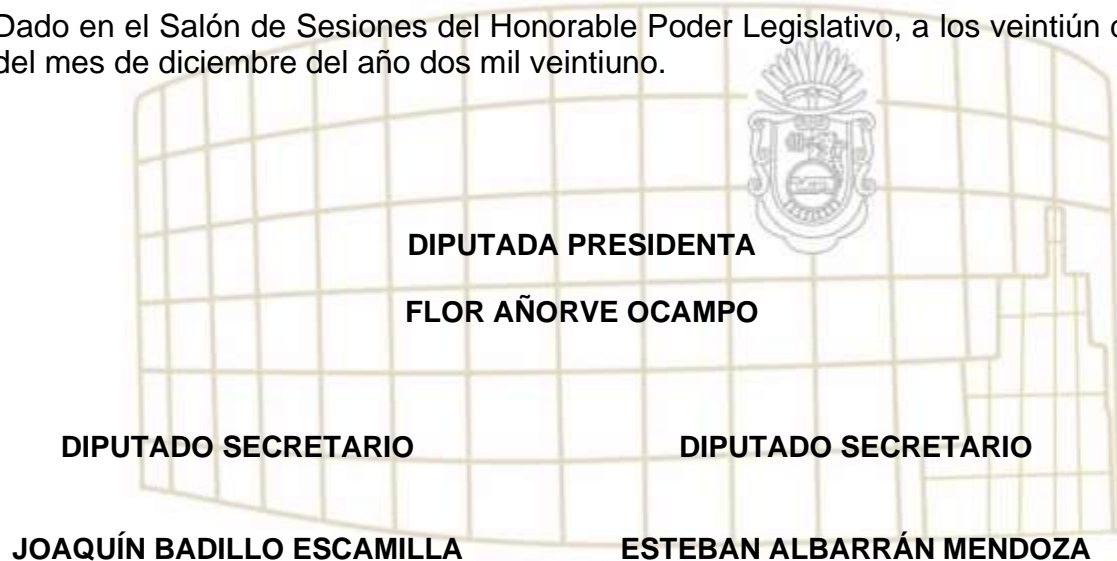 Dado en el Salón de Sesiones del Honorable Poder Legislativo, a los veintiún
del mes de diciembre del año dos mil veintiuno.
DIPUTADA PRESIDENTA
FLOR AÑORVE OCAMPO
DIPUTADO SECRETARIO DIPUTADO SECRETARIO
JOAQUÍN BADILLO ESCAMILLA ESTEBAN ALBARRÁN MENDOZA